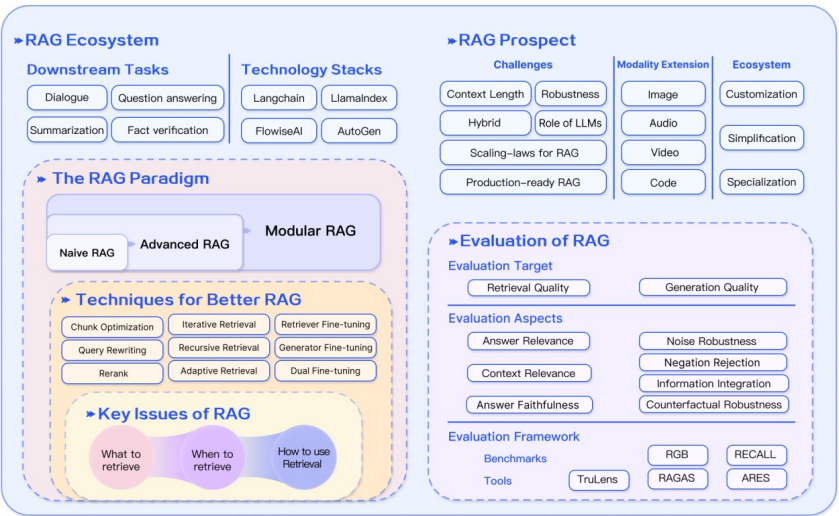 RAG Ecosystem
Downstream Tasks
Dialogue
Question answering
Summarization
Fact verification
Technology Stacks
Langchain
LlamaIndex
FlowiseAI
AutoGen
The RAG Paradigm
Naive RAG
Advanced RAG
Modular RAG
Techniques for Better RAG
Chunk Optimization
Iterative Retrieval
Retriever Fine-tuning
Query Rewriting
Recursive Retrieval
Generator Fine-tuning
Rerank
Adaptive Retrieval
Dual Fine-tuning
Key Issues of RAG
What to
retrieve
When to
retrieve
How to use
Retrieval
RAG Prospect
Challenges
Context Length
Robustness
Hybrid
Role of LLMs
Scaling-laws for RAG
Production-ready RAG
Modality Extension
Image
Audio
Video
Code
Ecosystem
Customization
Simplification
Specialization
Evaluation of RAG
Evaluation Target
Retrieval Quality
Generation Quality
Evaluation Aspects
Answer Relevance
Context Relevance
Answer Faithfulness
Noise Robustness
Negation Rejection
Information Integration
Counterfactual Robustness
Evaluation Framework
Benchmarks
RGB
RECALL
Tools
TruLens
RAGAS
ARES